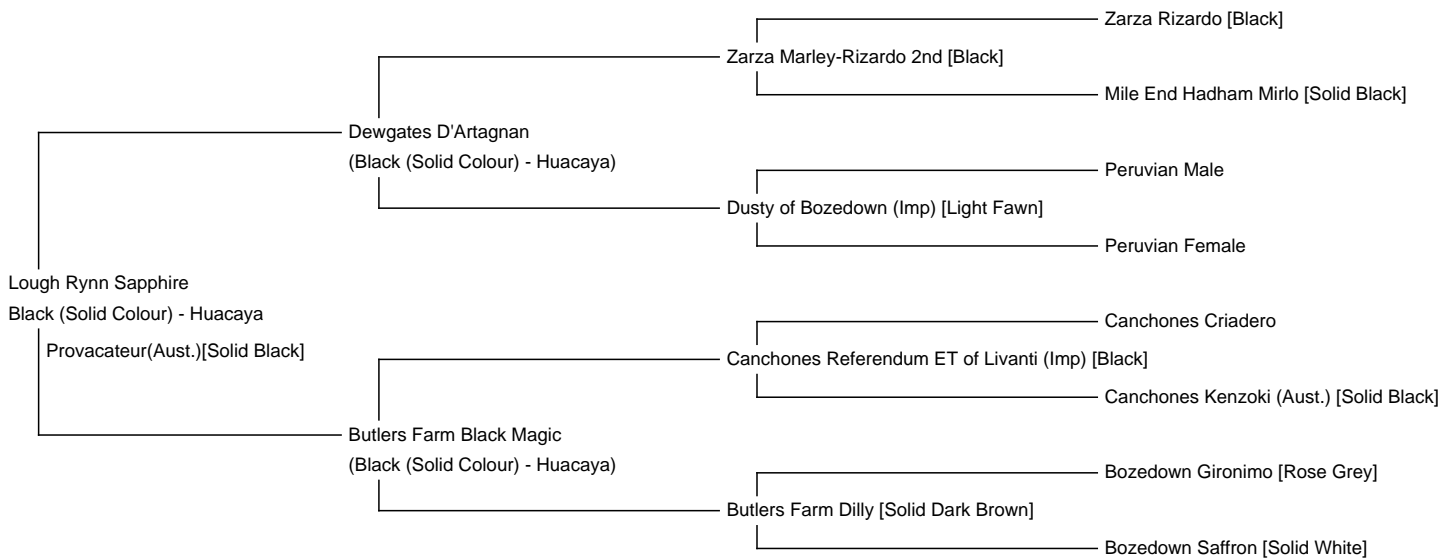 Zarza Rizardo [Black]
Zarza Marley-Rizardo 2nd [Black]
Mile End Hadham Mirlo [Solid Black]
Dewgates D'Artagnan
(Black (Solid Colour) - Huacaya)
Peruvian Male
Dusty of Bozedown (Imp) [Light Fawn]
Peruvian Female
Lough Rynn Sapphire
Black (Solid Colour) - Huacaya
Provacateur(Aust.)[Solid Black]
Canchones Criadero
Canchones Referendum ET of Livanti (Imp) [Black]
Canchones Kenzoki (Aust.) [Solid Black]
Butlers Farm Black Magic
(Black (Solid Colour) - Huacaya)
Bozedown Gironimo [Rose Grey]
Butlers Farm Dilly [Solid Dark Brown]
Bozedown Saffron [Solid White]